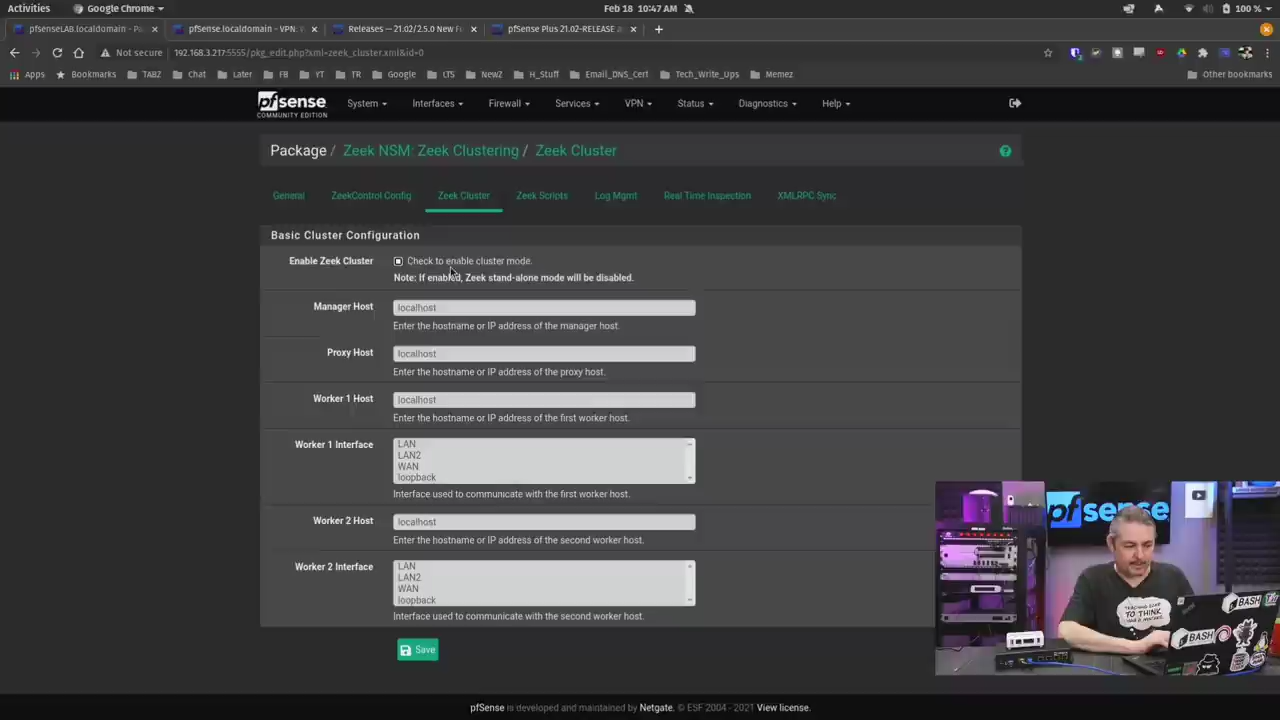 Activities
Google Chrome
Feb 18 10:47 AM
100 %
pfsenseLAB.localdomain - Pa
pfSense.localdomain - VPN:
Releases — 21.02/2.5.0 New F
pfSense Plus 21.02-RELEASE a
Not secure
192.168.3.217:5555/pkg_edit.php?xml=zeek_cluster.xml&id=0
Apps
Bookmarks
TABZ
Chat
Later
FB
YT
TR
Google
LTS
NewZ
H_Stuff
Email_DNS_Cert
Tech_Write_Ups
Memez
Other bookmarks
pfsense
COMMUNITY EDITION
System
Interfaces
Firewall
Services
VPN
Status
Diagnostics
Help
Package / Zeek NSM: Zeek Clustering / Zeek Cluster
General
ZeekControl Config
Zeek Cluster
Zeek Scripts
Log Mgmt
Real Time Inspection
XMLRPC Sync
Basic Cluster Configuration
Enable Zeek Cluster
Check to enable cluster mode.
Note: If enabled, Zeek stand-alone mode will be disabled.
Manager Host
localhost
Enter the hostname or IP address of the manager host.
Proxy Host
localhost
Enter the hostname or IP address of the proxy host.
Worker 1 Host
localhost
Enter the hostname or IP address of the first worker host.
Worker 1 Interface
LAN
LAN2
WAN
loopback
Interface used to communicate with the first worker host.
Worker 2 Host
localhost
Enter the hostname or IP address of the second worker host.
Worker 2 Interface
LAN
LAN2
WAN
loopback
Interface used to communicate with the second worker host.
Save
pfsense
TO THINK
BASH
BASH
pfSense is developed and maintained by Netgate. © ESF 2004 - 2021 View license.